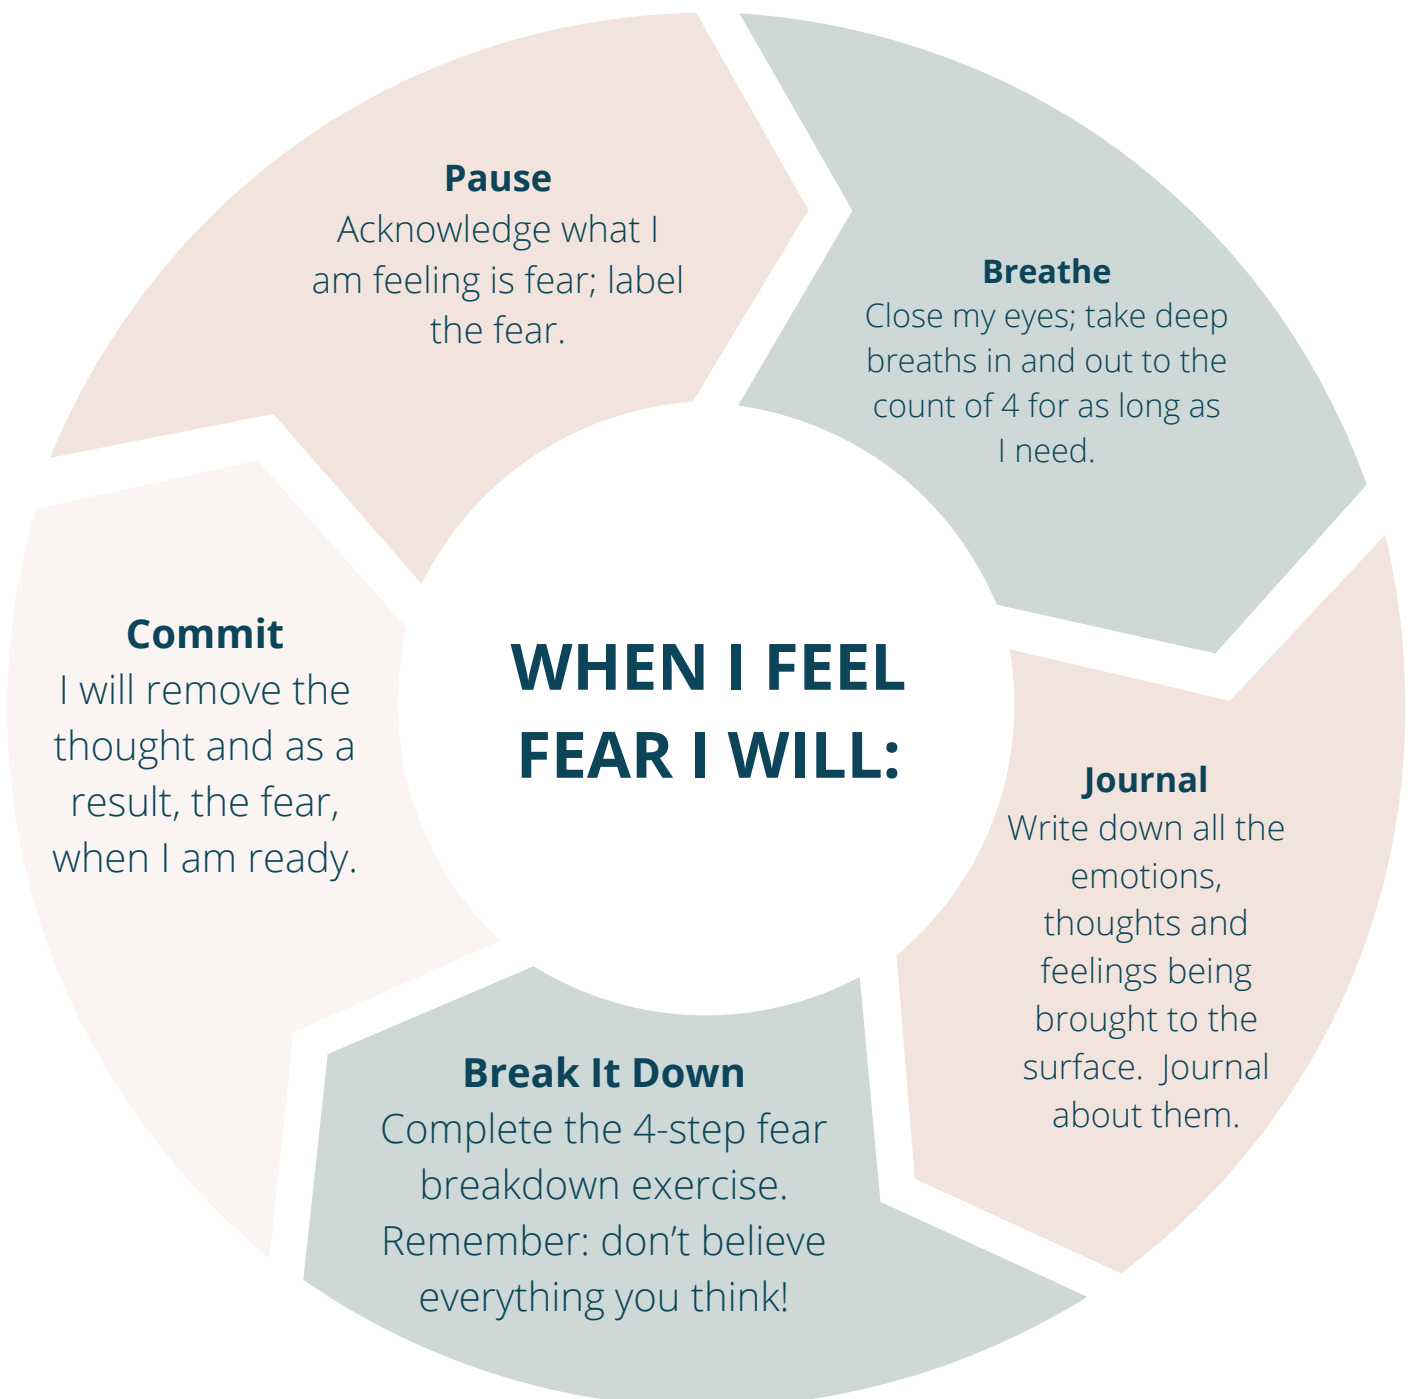 WHEN I FEEL
FEAR I WILL:
Pause
Acknowledge what I
am feeling is fear; label
the fear.
Breathe
Close my eyes; take deep
breaths in and out to the
count of 4 for as long as
I need.
Journal
Write down all the
emotions,
thoughts and
feelings being
brought to the
surface.  Journal
about them.
Break It Down
Complete the 4-step fear
breakdown exercise.
Remember: don't believe
everything you think!
Commit
I will remove the
thought and as a
result, the fear,
when I am ready.